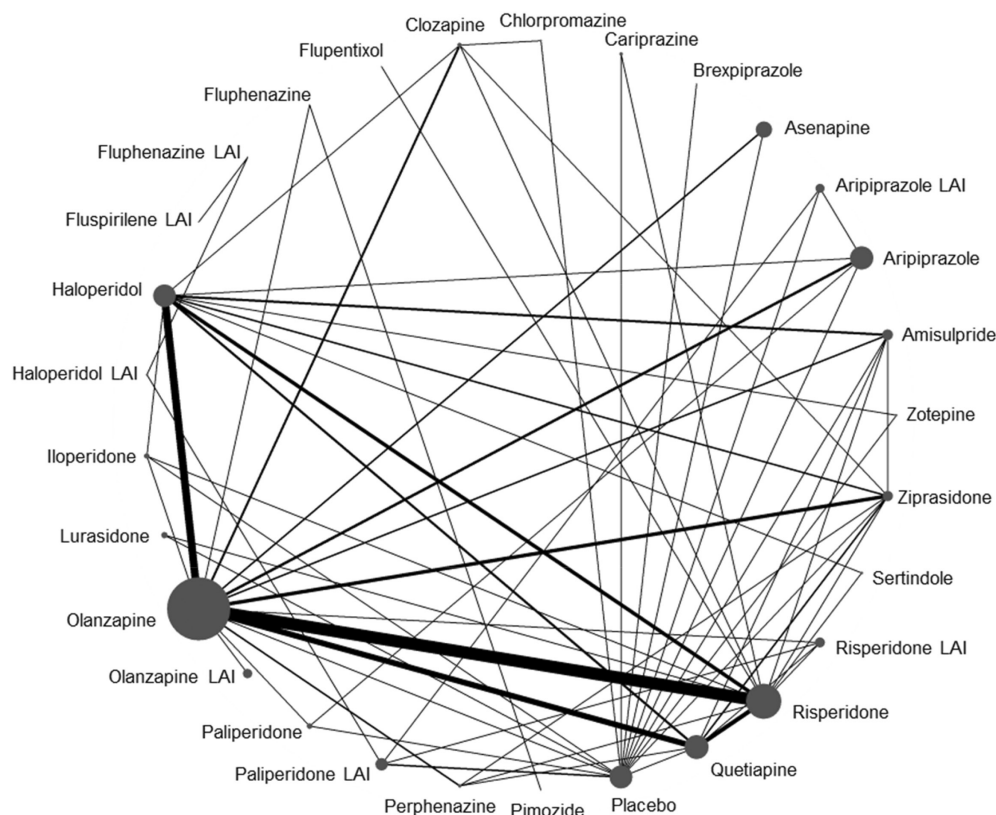 Chlorpromazine
Clozapine
Cariprazine
Flupentixol
Brexpiprazole
Fluphenazine
Asenapine
Fluphenazine LAI
Aripiprazole LAI
Fluspirilene LAI
Aripiprazole
Haloperidol
Amisulpride
Haloperidol LAI
Zotepine
Iloperidone
Ziprasidone
Lurasidone
Sertindole
Olanzapine
Risperidone LAI
Olanzapine LAI
Risperidone
Paliperidone
Quetiapine
Paliperidone LAI
Perphenazine
Pimozide
Placebo